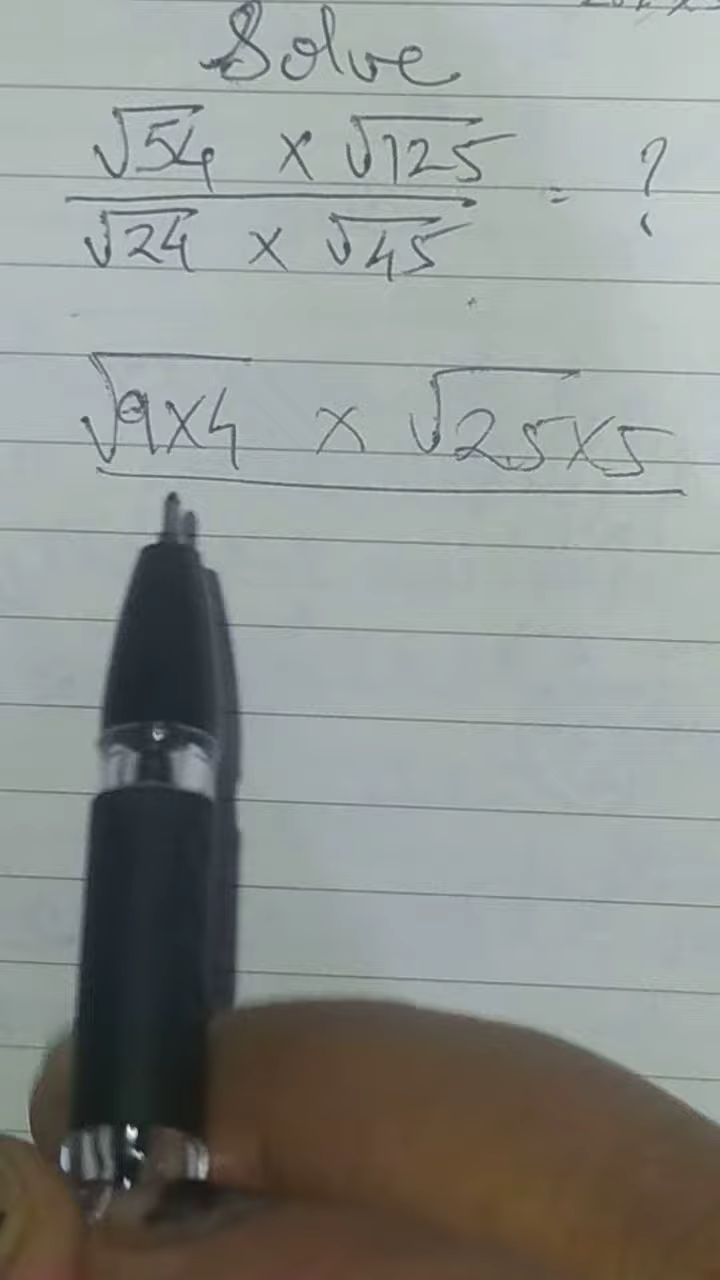 Solve
√54 × √125
√24 × √45 = ?
√9×4 × √25×5